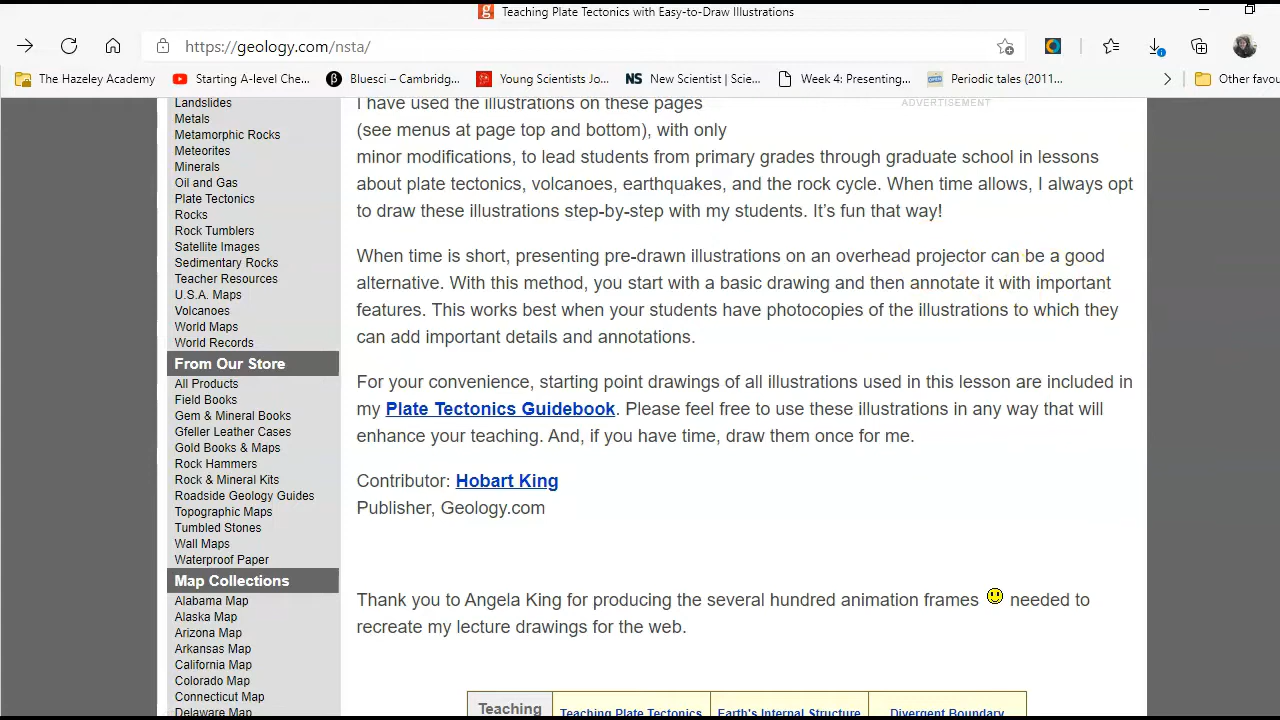 Teaching Plate Tectonics with Easy-to-Draw Illustrations
https://geology.com/nsta/
The Hazeley Academy
Starting A-level Che...
Bluesci – Cambridg...
Young Scientists Jo...
NS New Scientist | Scie...
Week 4: Presenting...
Periodic tales (2011...
Other favou
Landslides
Metals
Metamorphic Rocks
Meteorites
Minerals
Oil and Gas
Plate Tectonics
Rocks
Rock Tumblers
Satellite Images
Sedimentary Rocks
Teacher Resources
U.S.A. Maps
Volcanoes
World Maps
World Records
From Our Store
All Products
Field Books
Gem & Mineral Books
Gfeller Leather Cases
Gold Books & Maps
Rock Hammers
Rock & Mineral Kits
Roadside Geology Guides
Topographic Maps
Tumbled Stones
Wall Maps
Waterproof Paper
Map Collections
Alabama Map
Alaska Map
Arizona Map
Arkansas Map
California Map
Colorado Map
Connecticut Map
Delaware Map
ADVERTISEMENT
I have used the illustrations on these pages
(see menus at page top and bottom), with only
minor modifications, to lead students from primary grades through graduate school in lessons
about plate tectonics, volcanoes, earthquakes, and the rock cycle. When time allows, I always opt
to draw these illustrations step-by-step with my students. It’s fun that way!
When time is short, presenting pre-drawn illustrations on an overhead projector can be a good
alternative. With this method, you start with a basic drawing and then annotate it with important
features. This works best when your students have photocopies of the illustrations to which they
can add important details and annotations.
For your convenience, starting point drawings of all illustrations used in this lesson are included in
my Plate Tectonics Guidebook. Please feel free to use these illustrations in any way that will
enhance your teaching. And, if you have time, draw them once for me.
Contributor: Hobart King
Publisher, Geology.com
Thank you to Angela King for producing the several hundred animation frames needed to
recreate my lecture drawings for the web.
Teaching
Teaching Plate Tectonics
Earth's Internal Structure
Divergent Boundary